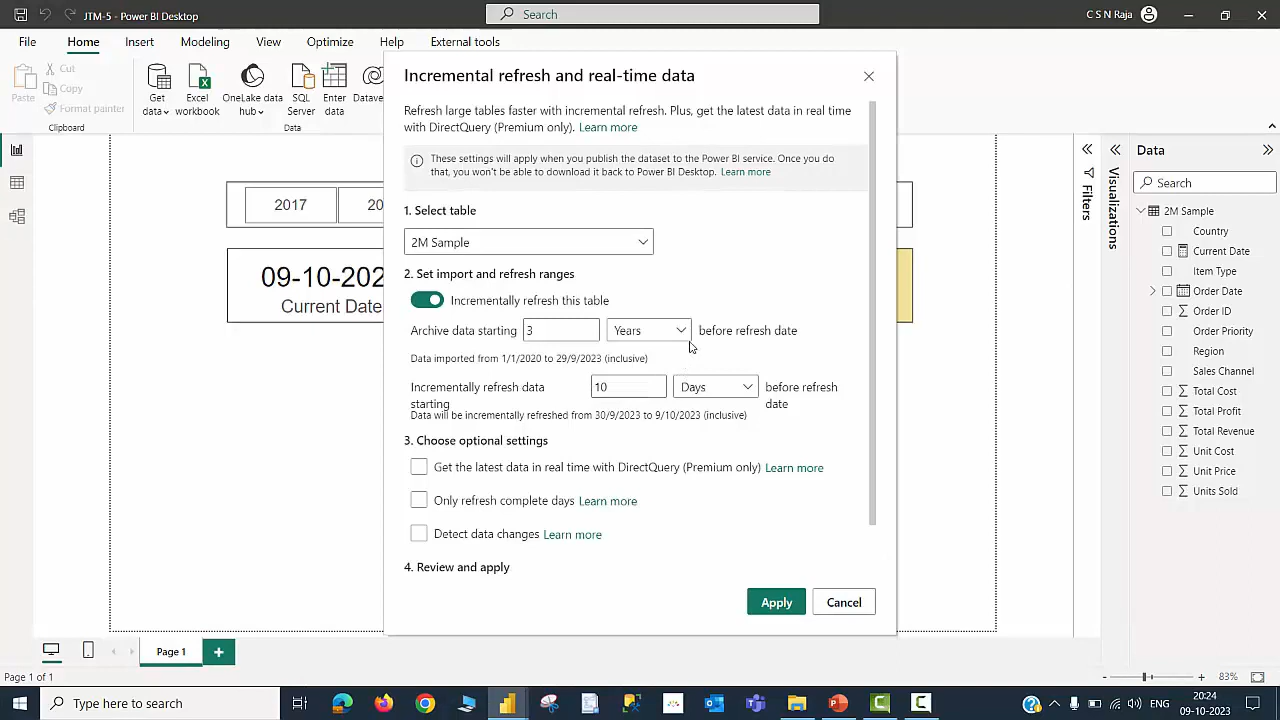 JTM-5 - Power BI Desktop
Search
C S N Raja
File Home Insert Modeling View Optimize Help External tools
Paste
Cut
Copy
Format painter
Clipboard
Get data
Excel workbook
OneLake data hub
SQL Server
Enter data
Datave
Data
Incremental refresh and real-time data
Refresh large tables faster with incremental refresh. Plus, get the latest data in real time
with DirectQuery (Premium only). Learn more
These settings will apply when you publish the dataset to the Power BI service. Once you do
that, you won't be able to download it back to Power BI Desktop. Learn more
1. Select table
2M Sample
2. Set import and refresh ranges
Incrementally refresh this table
Archive data starting 3 Years before refresh date
Data imported from 1/1/2020 to 29/9/2023 (inclusive)
Incrementally refresh data starting 10 Days before refresh date
Data will be incrementally refreshed from 30/9/2023 to 9/10/2023 (inclusive)
3. Choose optional settings
Get the latest data in real time with DirectQuery (Premium only) Learn more
Only refresh complete days Learn more
Detect data changes Learn more
4. Review and apply
Apply Cancel
2017 20
09-10-202
Current Date
Filters
Visualizations
Data
Search
2M Sample
Country
Current Date
Item Type
Order Date
Order ID
Order Priority
Region
Sales Channel
Total Cost
Total Profit
Total Revenue
Unit Cost
Unit Price
Units Sold
Page 1
Page 1 of 1
83%
Type here to search
ENG
20:24
09-10-2023